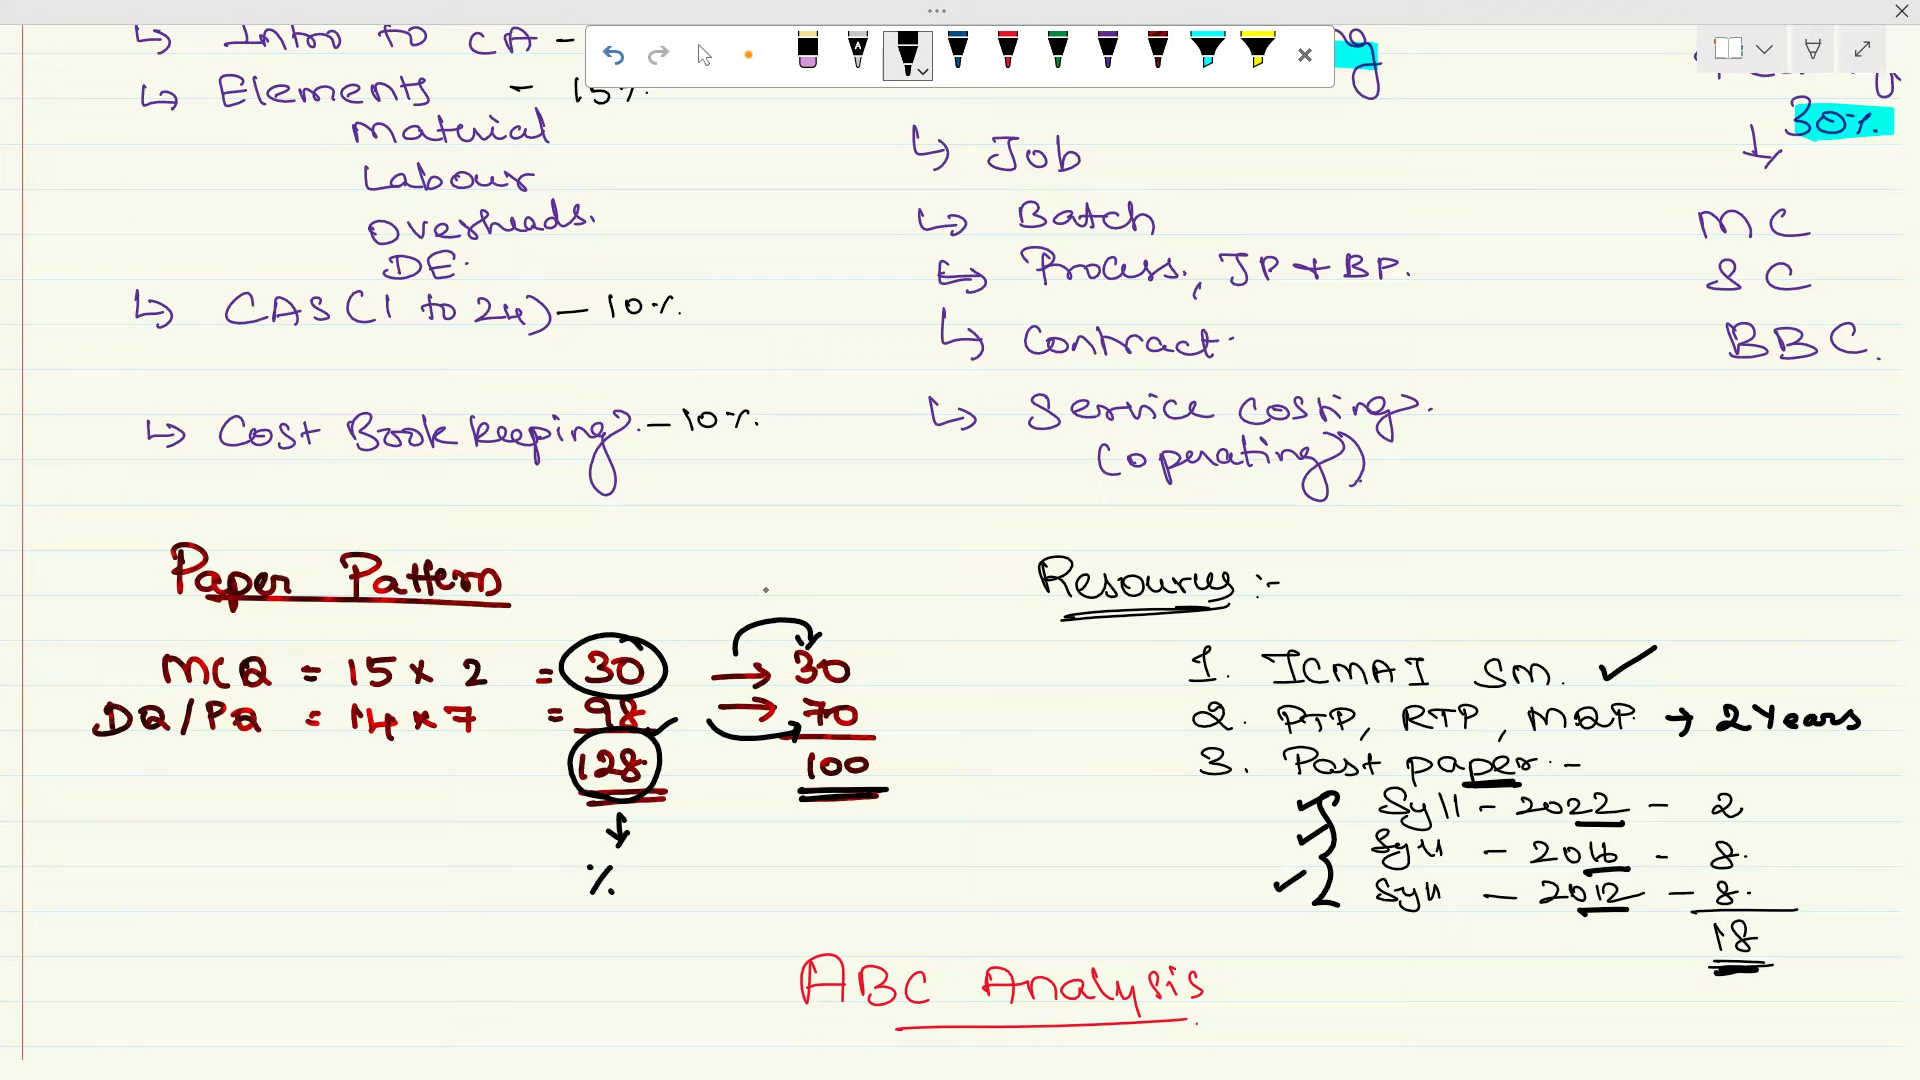 ↳ Intro to CA -
↳ Elements - 15%.
Material
Labour
Overheads.
DE.
↳ CAS (1 to 24) - 10%.
↳ Cost Book keeping - 10%.
↳ Job
↳ Batch
↳ Process, JP + BP.
↳ Contract.
↳ Service costing.
(operating)
30%.
↓
MC
SC
BBC.
Paper Pattern
MCQ = 15 x 2 = 30 → 30
DQ/PQ = 14 x 7 = 98 → 70
128 100
↓
%
Resources :-
1. ICMAI SM. ✓
2. PTP, RTP, MQP. → 2 Years
3. Past paper :-
✓ Syll - 2022 - 2
✓ Syll - 2016 - 8.
✓ Syll - 2012 - 8.
18
ABC Analysis